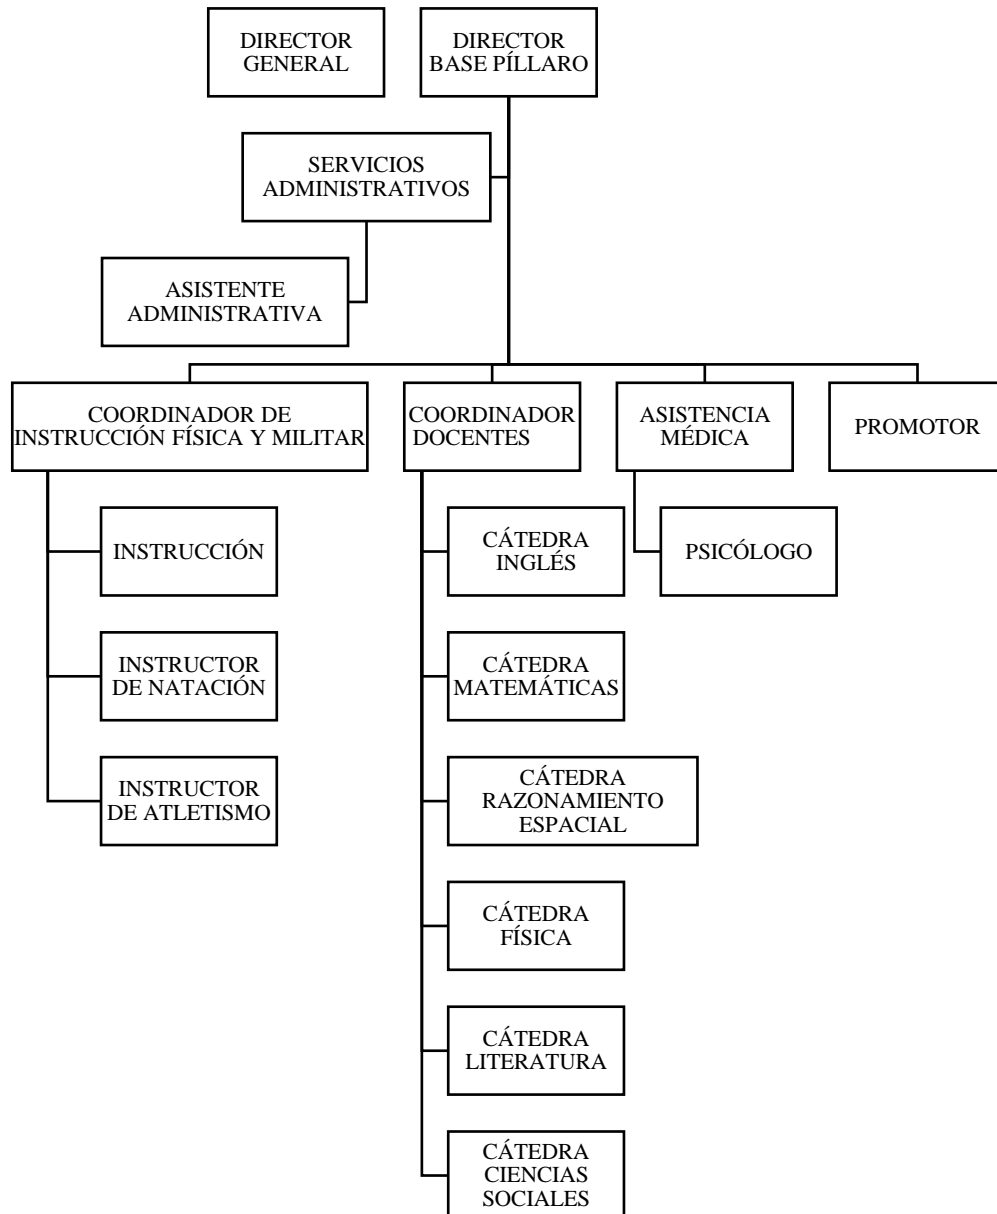 DIRECTOR
GENERAL
DIRECTOR
BASE PÍLLARO
SERVICIOS
ADMINISTRATIVOS
ASISTENTE
ADMINISTRATIVA
COORDINADOR DE
INSTRUCCIÓN FÍSICA Y MILITAR
COORDINADOR
DOCENTES
ASISTENCIA
MÉDICA
PROMOTOR
INSTRUCCIÓN
INSTRUCTOR
DE NATACIÓN
INSTRUCTOR
DE ATLETISMO
CÁTEDRA
INGLÉS
CÁTEDRA
MATEMÁTICAS
CÁTEDRA
RAZONAMIENTO
ESPACIAL
CÁTEDRA
FÍSICA
CÁTEDRA
LITERATURA
CÁTEDRA
CIENCIAS
SOCIALES
PSICÓLOGO